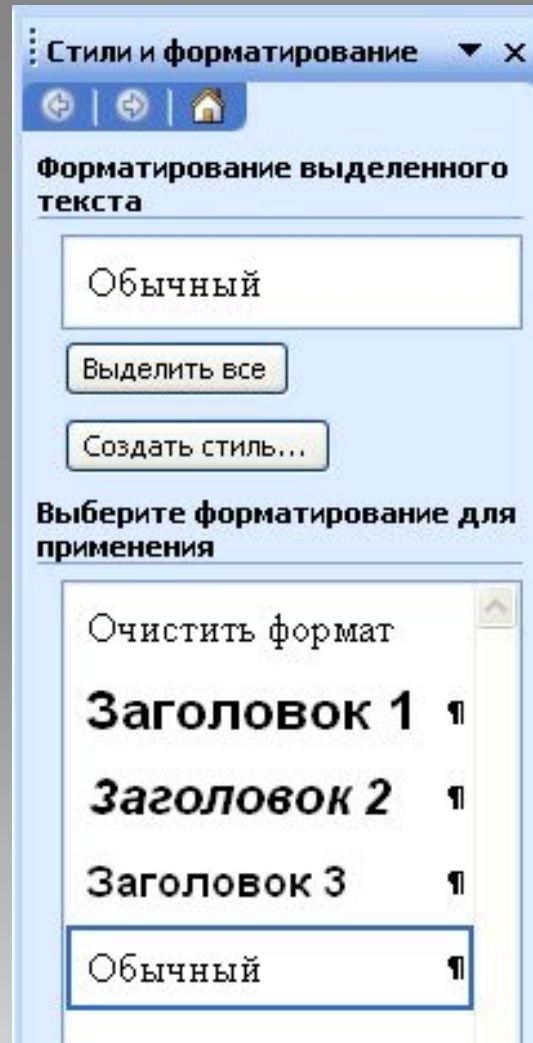 Стили и форматирование
Форматирование выделенного
текста
Обычный
Выделить все
Создать стиль...
Выберите форматирование для
применения
Очистить формат
Заголовок 1 ¶
Заголовок 2 ¶
Заголовок 3 ¶
Обычный ¶